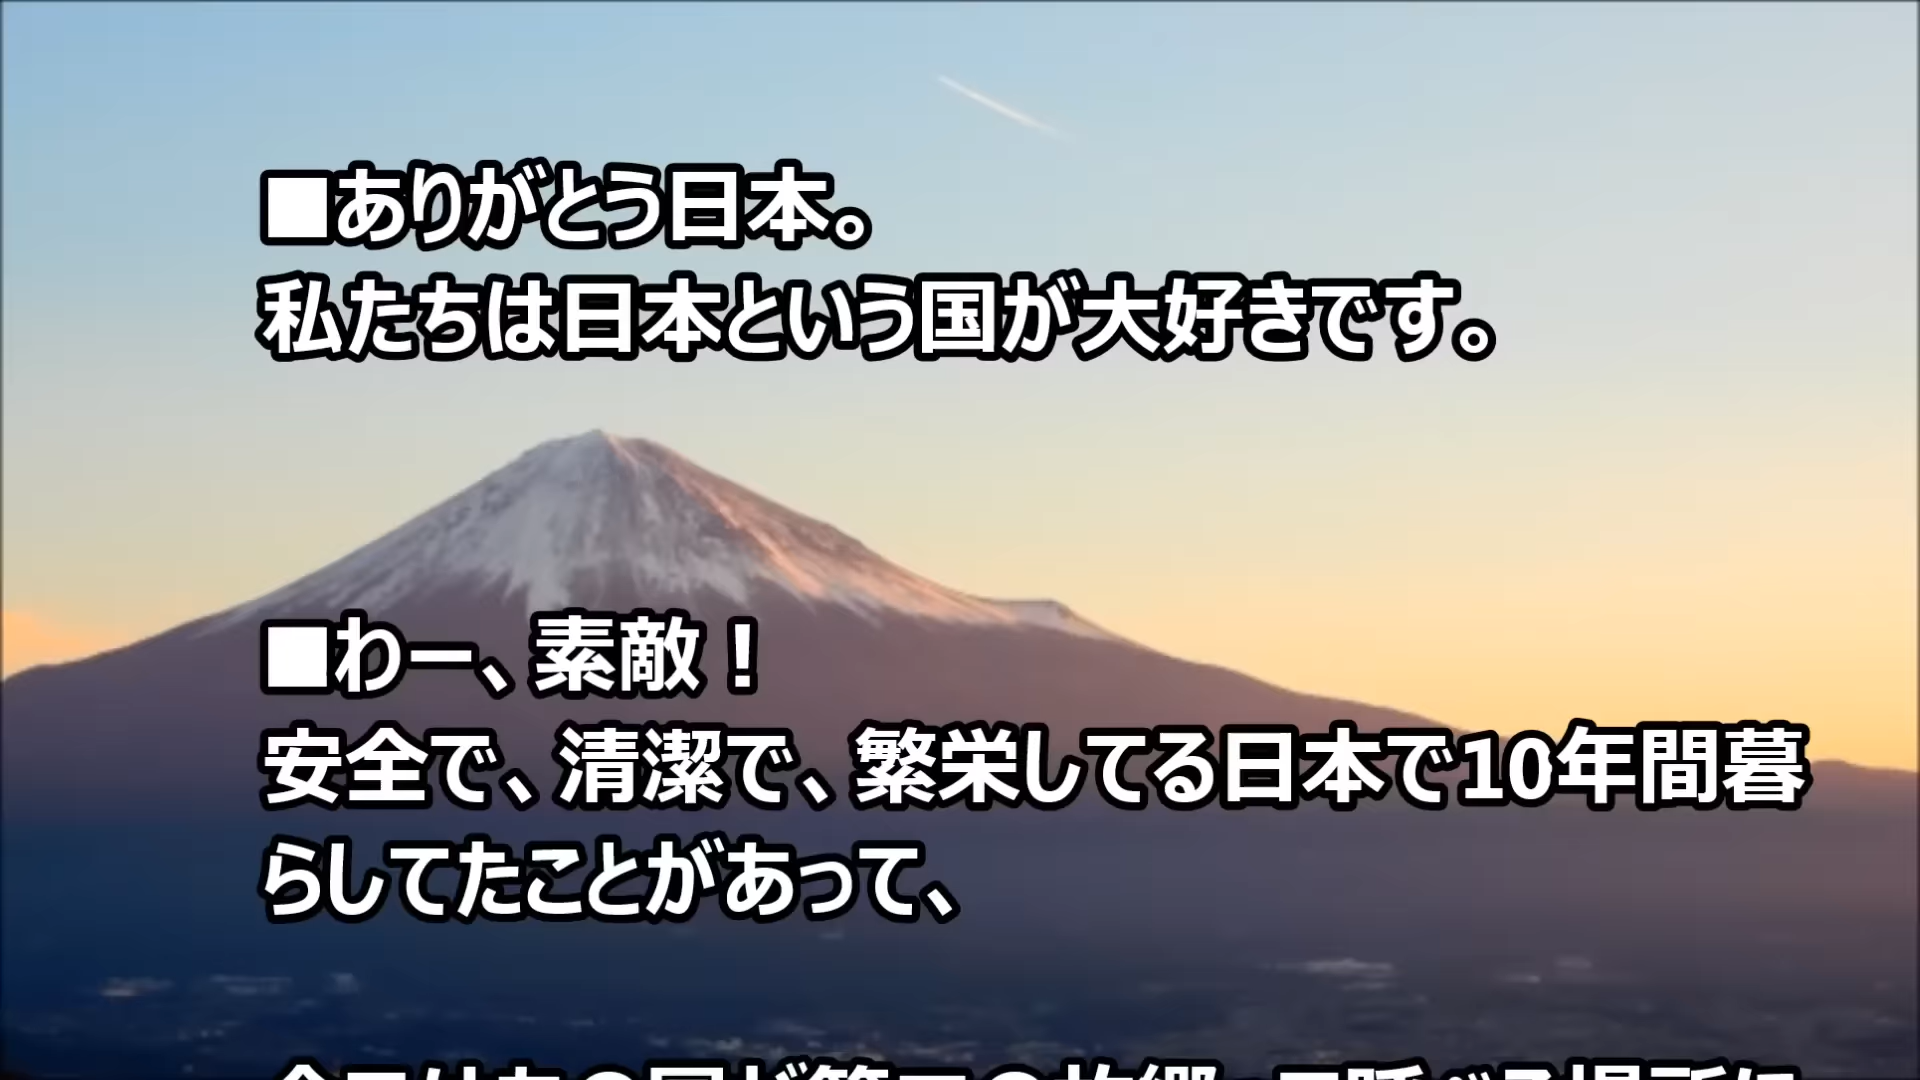 ■ありがとう日本。
私たちは日本という国が大好きです。
■わー、素敵！
安全で、清潔で、繁栄してる日本で10年間暮
らしてたことがあって、